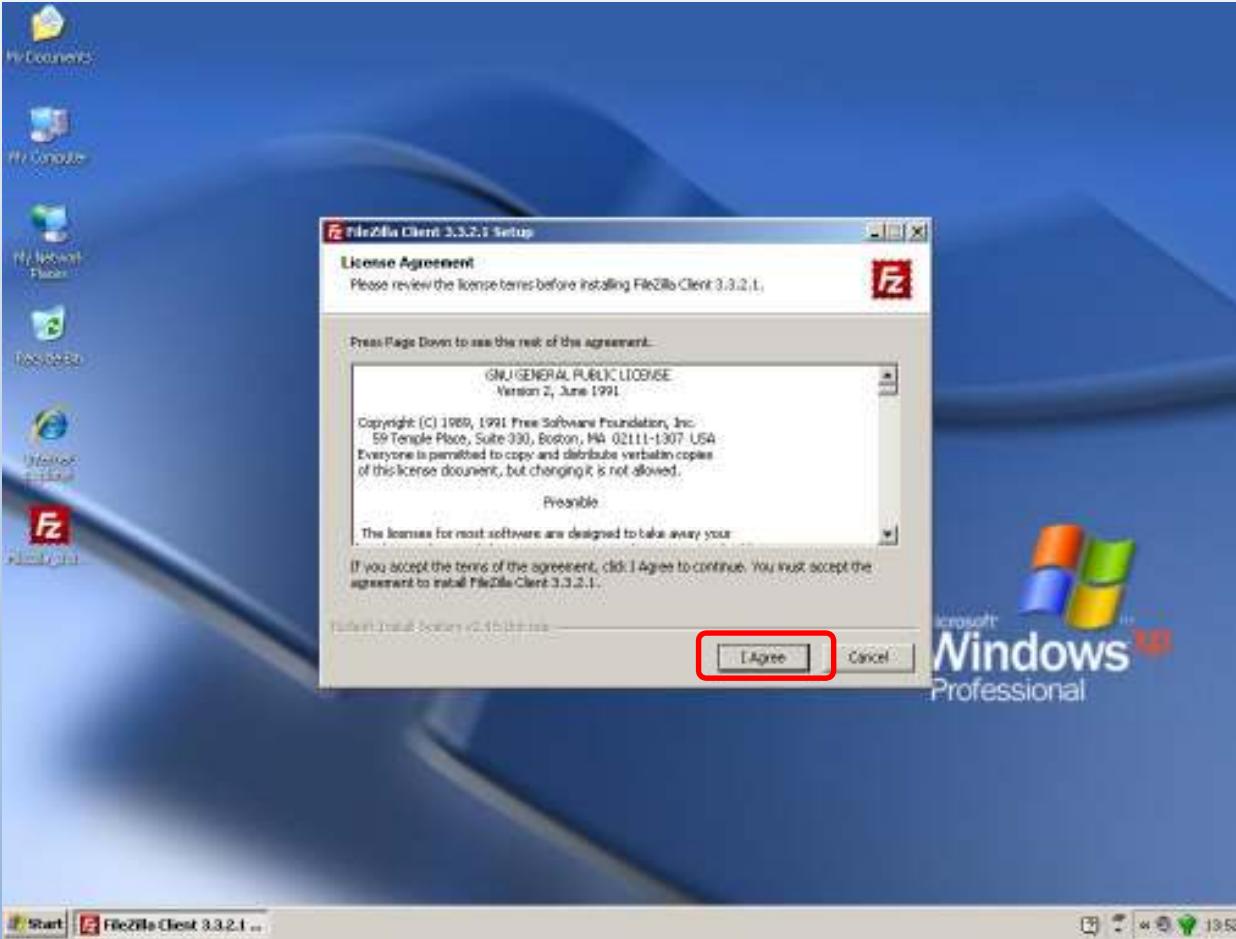 My Documents
My Computer
My Network
Places
Recycle Bin
Internet
Explorer
FileZilla Client 3.3.2.1 Setup
License Agreement
Please review the license terms before installing FileZilla Client 3.3.2.1.
Fz
Press Page Down to see the rest of the agreement.
GNU GENERAL PUBLIC LICENSE
Version 2, June 1991
Copyright (C) 1989, 1991 Free Software Foundation, Inc.
59 Temple Place, Suite 330, Boston, MA 02111-1307 USA
Everyone is permitted to copy and distribute verbatim copies
of this license document, but changing it is not allowed.
Preamble
The licenses for most software are designed to take away your
If you accept the terms of the agreement, click I Agree to continue. You must accept the
agreement to install FileZilla Client 3.3.2.1.
I Agree
Cancel
Fz
Microsoft
Windows xp
Professional
Start
FileZilla Client 3.3.2.1 ...
13:52